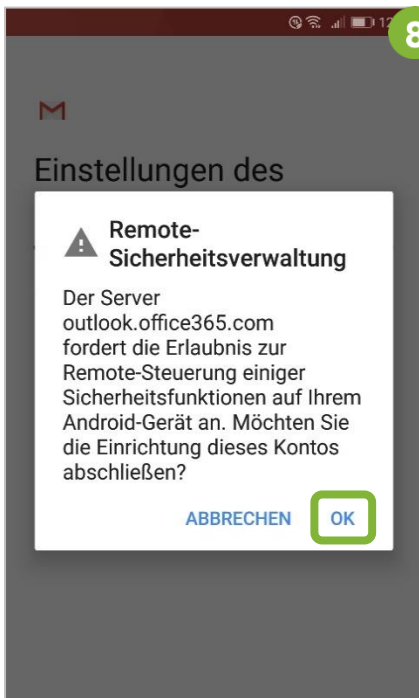 12
8
Einstellungen des
Remote-
Sicherheitsverwaltung
Der Server
outlook.office365.com
fordert die Erlaubnis zur
Remote-Steuerung einiger
Sicherheitsfunktionen auf Ihrem
Android-Gerät an. Möchten Sie
die Einrichtung dieses Kontos
abschließen?
ABBRECHEN OK